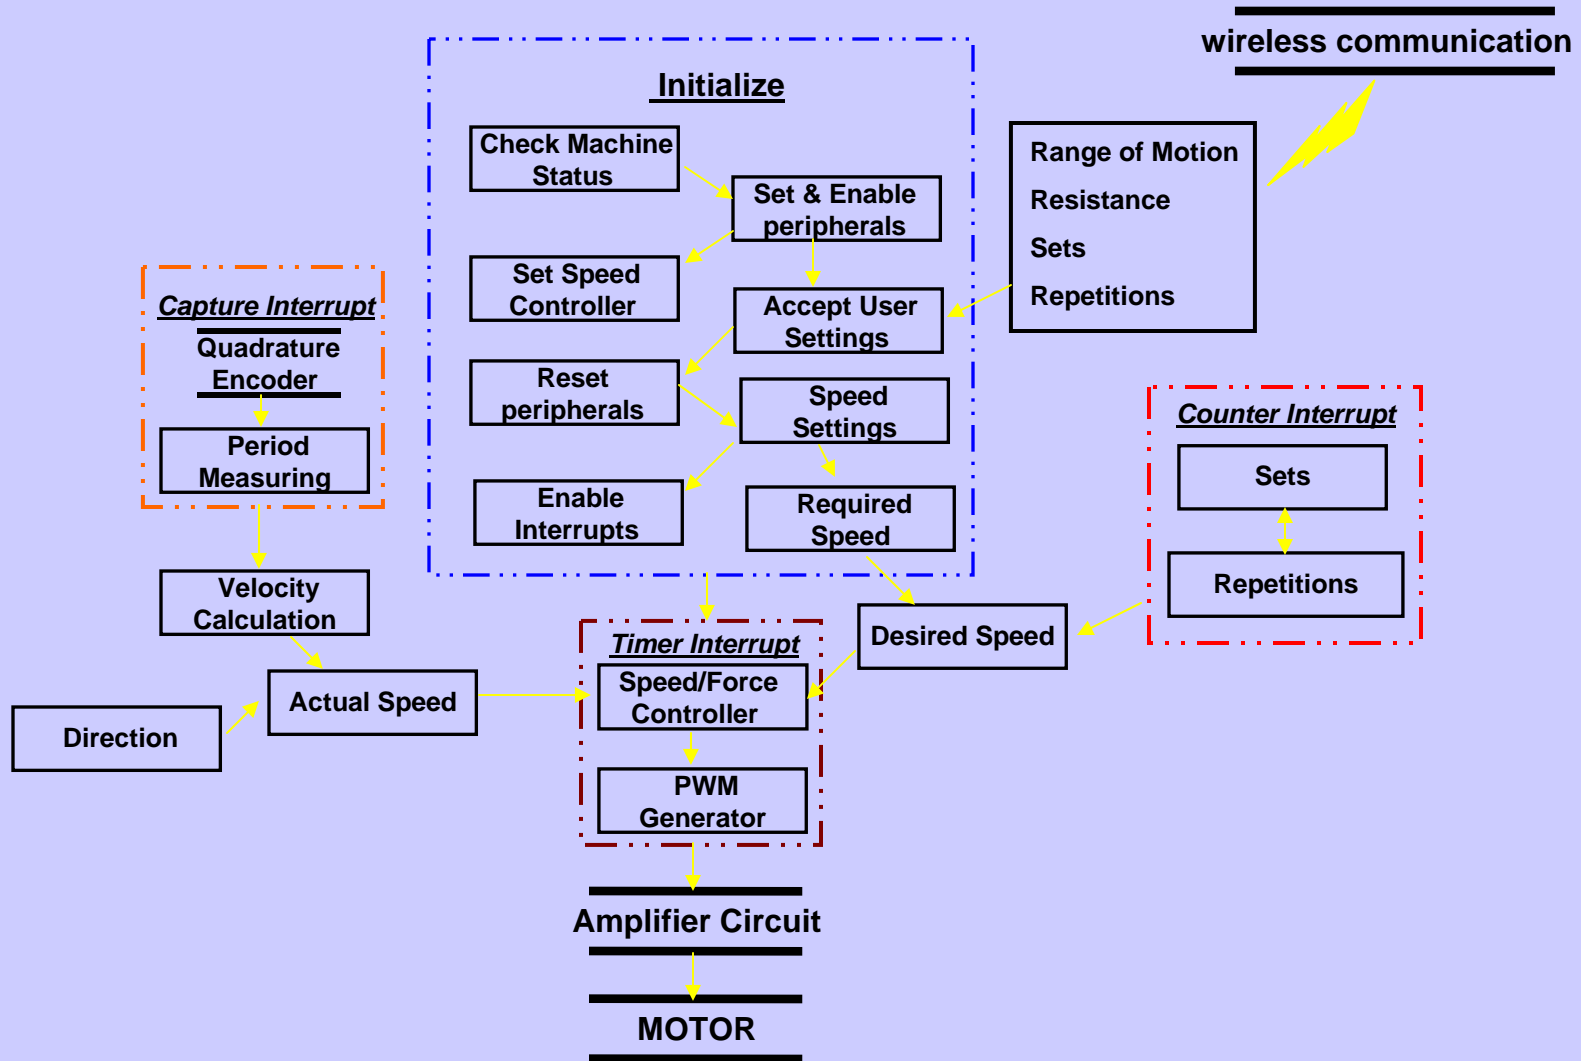 wireless communication
Initialize
Check Machine
Status
Set & Enable
peripherals
Set Speed
Controller
Accept User
Settings
Reset
peripherals
Speed
Settings
Enable
Interrupts
Required
Speed
Range of Motion
Resistance
Sets
Repetitions
Capture Interrupt
Quadrature
Encoder
Period
Measuring
Velocity
Calculation
Direction
Actual Speed
Counter Interrupt
Sets
Repetitions
Desired Speed
Timer Interrupt
Speed/Force
Controller
PWM
Generator
Amplifier Circuit
MOTOR